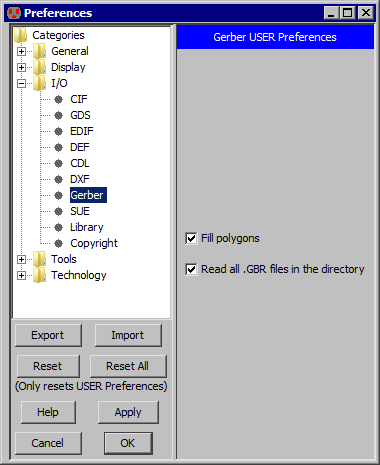 Preferences
Categories
General
Display
I/O
CIF
GDS
EDIF
DEF
CDL
DXF
Gerber
SUE
Library
Copyright
Tools
Technology
Export
Import
Reset
Reset All
(Only resets USER Preferences)
Help
Apply
Cancel
OK
Gerber USER Preferences
Fill polygons
Read all .GBR files in the directory